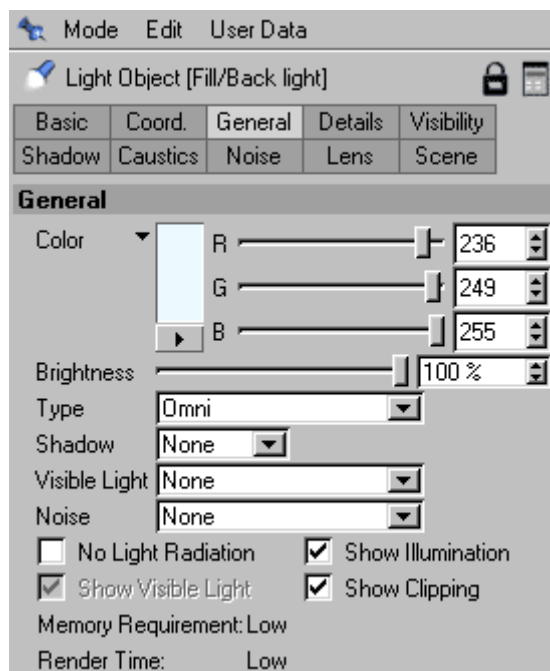 Mode Edit User Data
Light Object [Fill/Back light]
Basic Coord. General Details Visibility
Shadow Caustics Noise Lens Scene
General
Color R 236
G 249
B 255
Brightness 100 %
Type Omni
Shadow None
Visible Light None
Noise None
No Light Radiation Show Illumination
Show Visible Light Show Clipping
Memory Requirement: Low
Render Time: Low